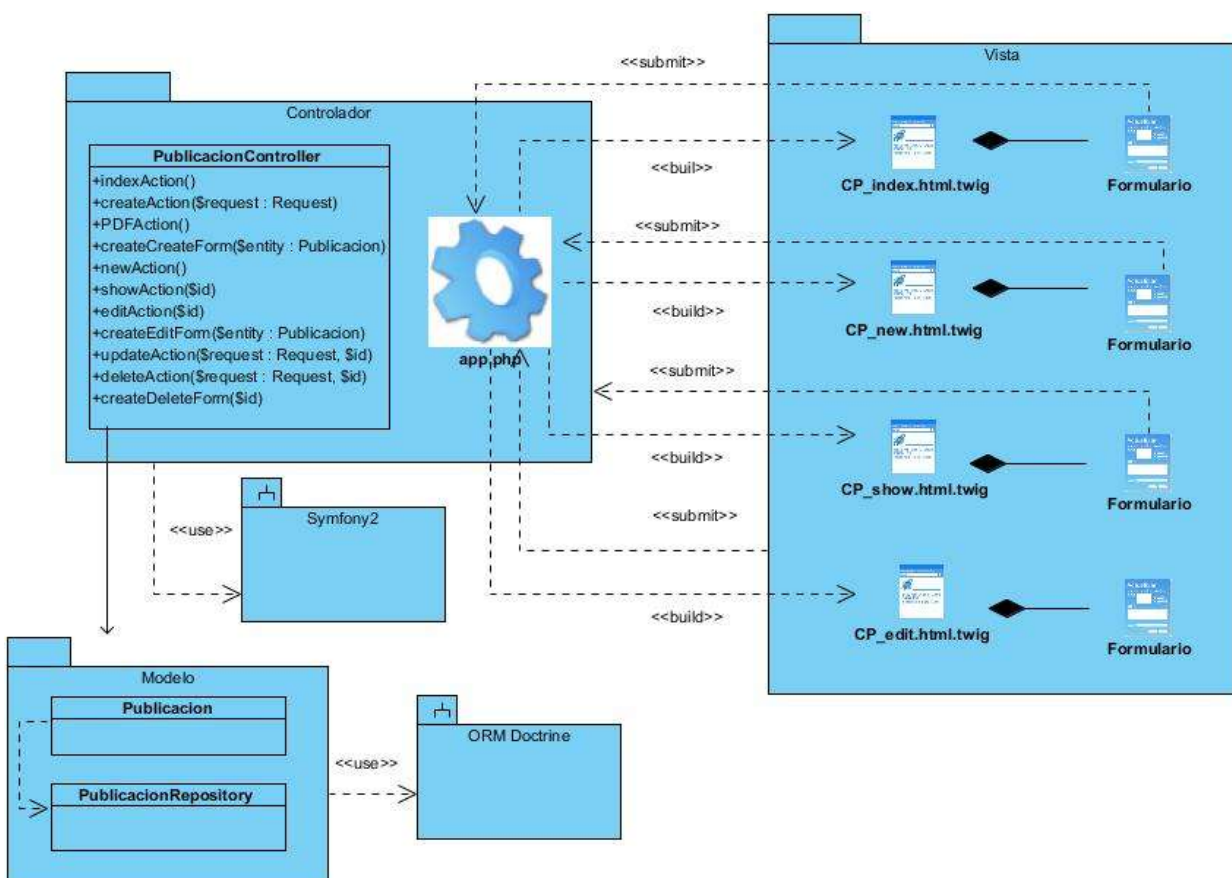 Controlador
PublicacionController
+indexAction()
+createAction($request : Request)
+PDFAction()
+createCreateForm($entity : Publicacion)
+newAction()
+showAction($id)
+editAction($id)
+createEditForm($entity : Publicacion)
+updateAction($request : Request, $id)
+deleteAction($request : Request, $id)
+createDeleteForm($id)
app.php
<<submit>>
<<buil>>
<<submit>>
<<build>>
<<submit>>
<<build>>
<<submit>>
<<build>>
Vista
CP_index.html.twig
Formulario
CP_new.html.twig
Formulario
CP_show.html.twig
Formulario
CP_edit.html.twig
Formulario
<<use>>
Symfony2
Modelo
Publicacion
PublicacionRepository
<<use>>
ORM Doctrine